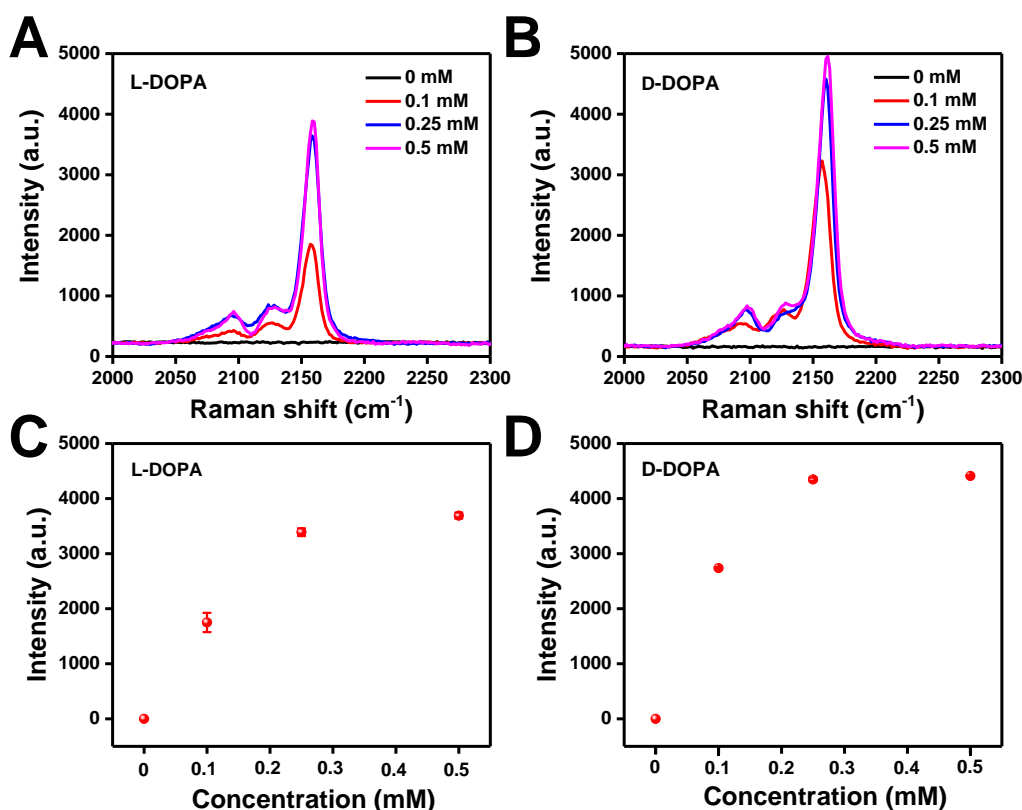 A
L-DOPA
0 mM
0.1 mM
0.25 mM
0.5 mM
5000
4000
3000
2000
1000
0
Intensity (a.u.)
2000 2050 2100 2150 2200 2250 2300
Raman shift (cm-1)
B
D-DOPA
0 mM
0.1 mM
0.25 mM
0.5 mM
5000
4000
3000
2000
1000
0
Intensity (a.u.)
2000 2050 2100 2150 2200 2250 2300
Raman shift (cm-1)
C
L-DOPA
5000
4000
3000
2000
1000
0
Intensity (a.u.)
0 0.1 0.2 0.3 0.4 0.5
Concentration (mM)
D
D-DOPA
5000
4000
3000
2000
1000
0
Intensity (a.u.)
0 0.1 0.2 0.3 0.4 0.5
Concentration (mM)